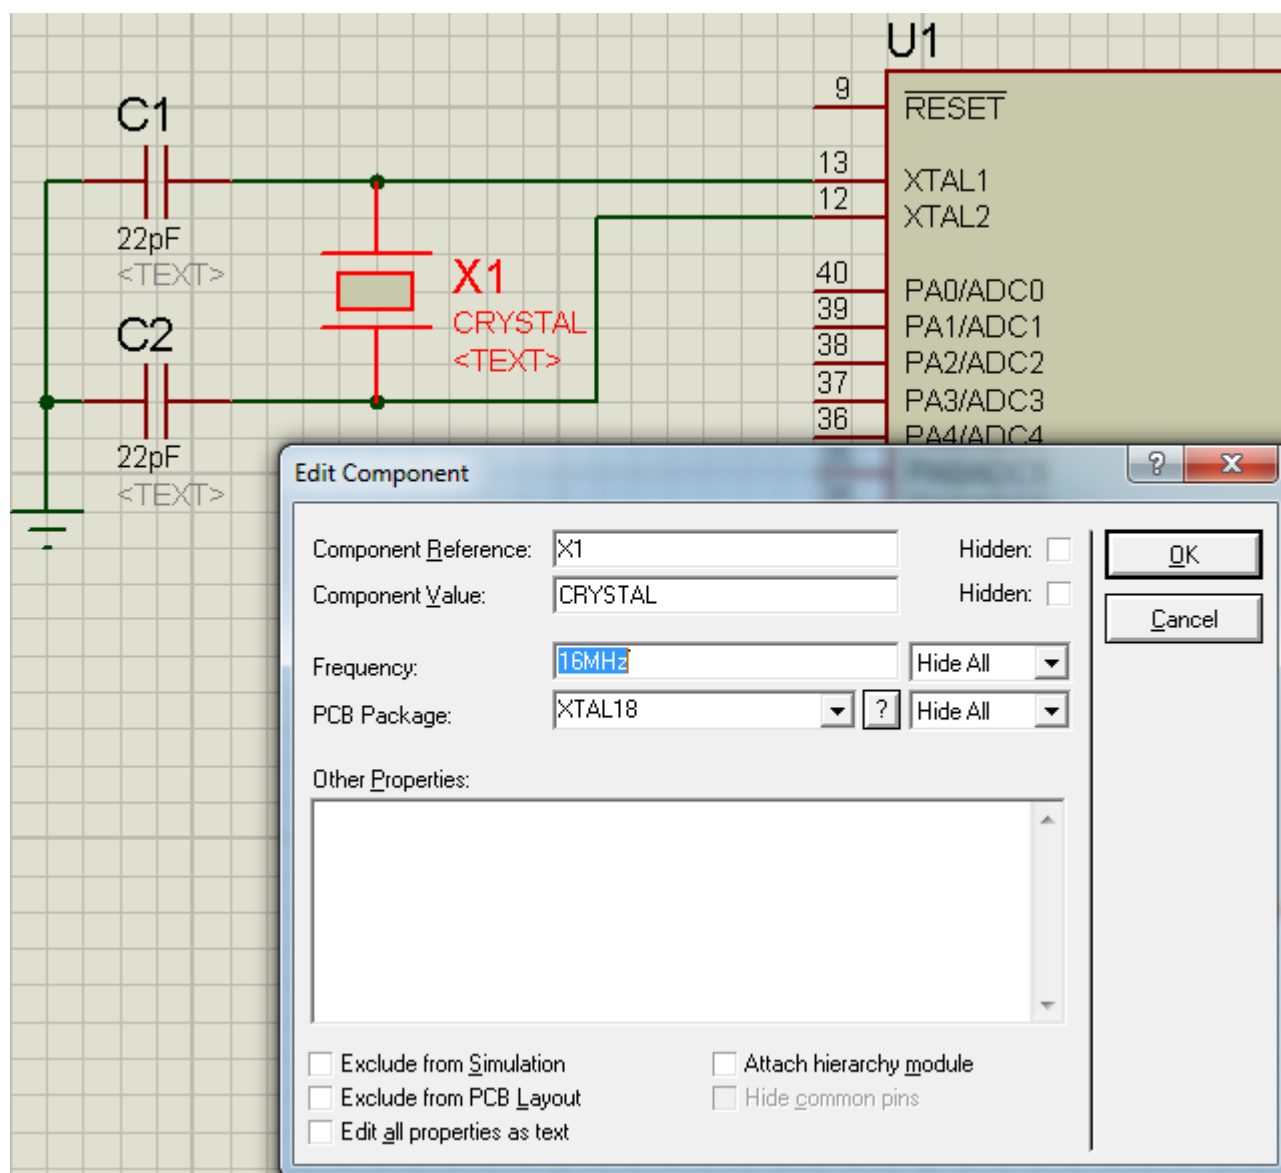 U1
9
RESET
C1
13
XTAL1
12
XTAL2
22pF
<TEXT>
X1
40
PA0/ADC0
CRYSTAL
39
PA1/ADC1
C2
<TEXT>
38
PA2/ADC2
37
PA3/ADC3
36
PA4/ADC4
22pF
<TEXT>
Edit Component
?
x
Component Reference:
X1
Hidden:
OK
Component Value:
CRYSTAL
Hidden:
Cancel
Frequency:
16MHz
Hide All
PCB Package:
XTAL18
?
Hide All
Other Properties:
Exclude from Simulation
Attach hierarchy module
Exclude from PCB Layout
Hide common pins
Edit all properties as text